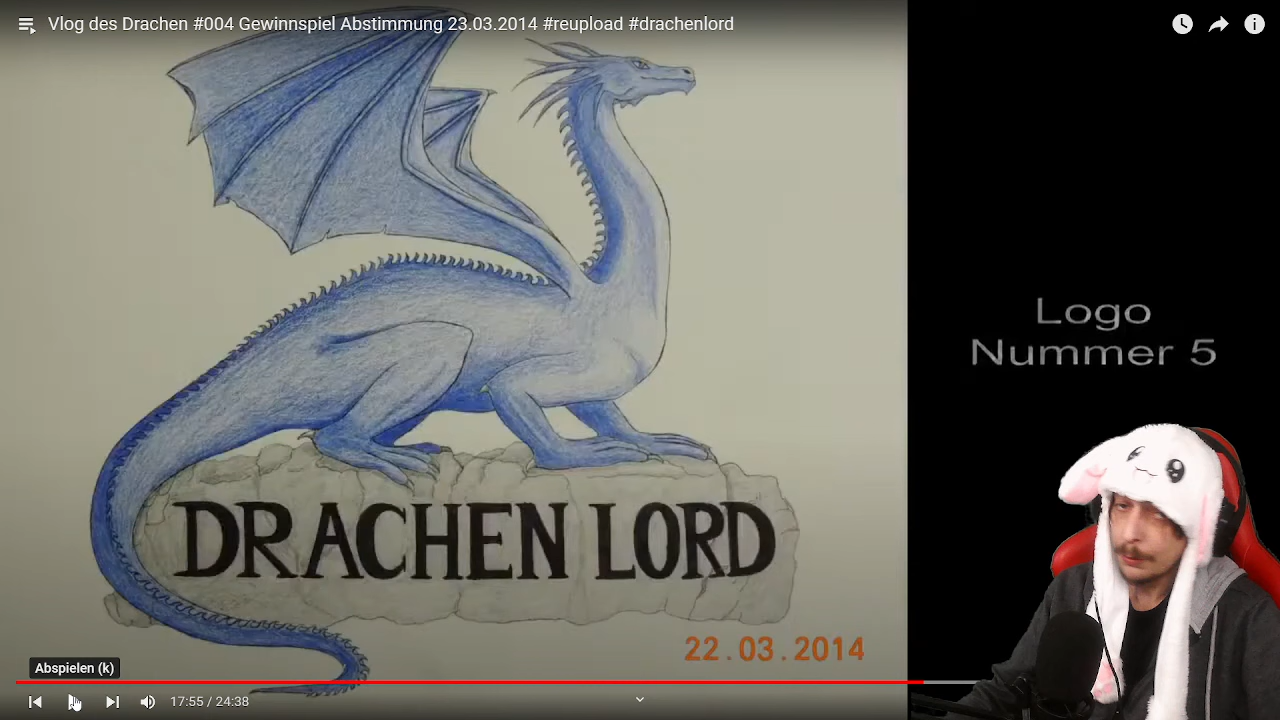 Vlog des Drachen #004 Gewinnspiel Abstimmung 23.03.2014 #reupload #drachenlord
Logo
Nummer 5
DRACHEN LORD
22.03.2014
Abspielen (k)
17:55 / 24:38